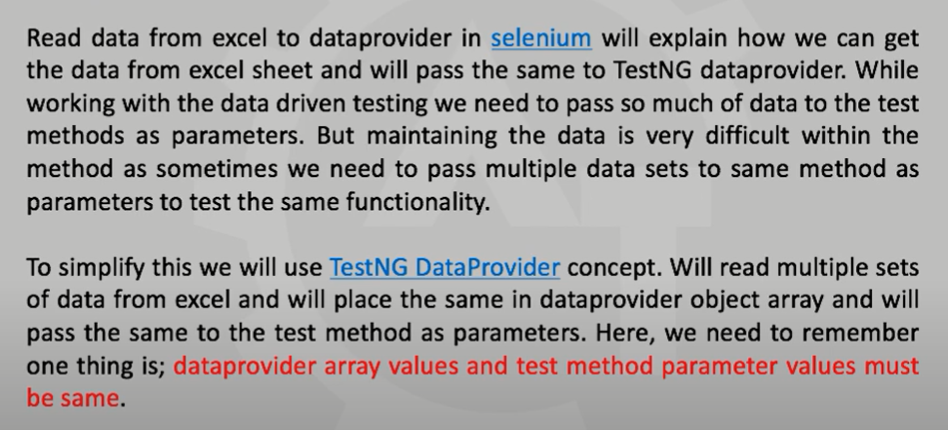 Read data from excel to dataprovider in selenium will explain how we can get
the data from excel sheet and will pass the same to TestNG dataprovider. While
working with the data driven testing we need to pass so much of data to the test
methods as parameters. But maintaining the data is very difficult within the
method as sometimes we need to pass multiple data sets to same method as
parameters to test the same functionality.
To simplify this we will use TestNG DataProvider concept. Will read multiple sets
of data from excel and will place the same in dataprovider object array and will
pass the same to the test method as parameters. Here, we need to remember
one thing is; dataprovider array values and test method parameter values must
be same.